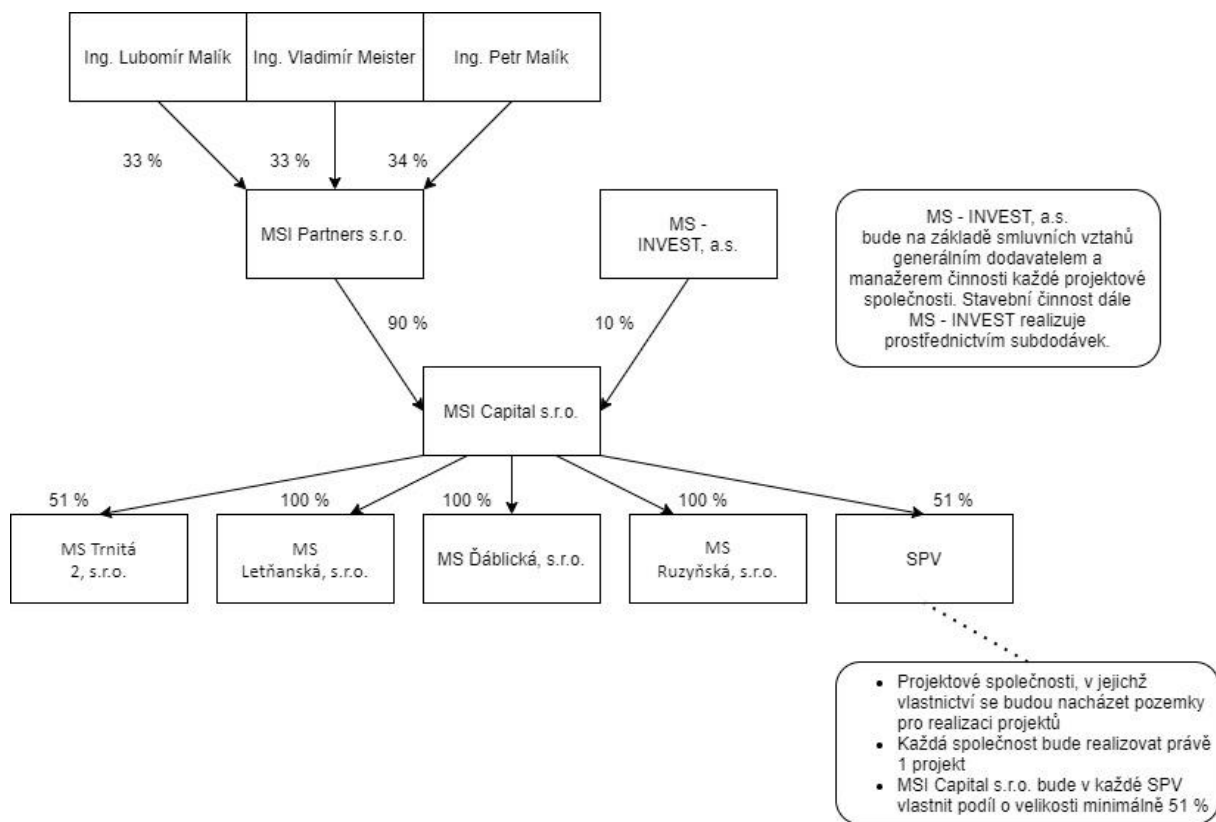 Ing. Lubomír Malík
Ing. Vladimír Meister
Ing. Petr Malík
33 %
33 %
34 %
MSI Partners s.r.o.
MS -
INVEST, a.s.
MS - INVEST, a.s.
bude na základě smluvních vztahů
generálním dodavatelem a
manažerem činnosti každé projektové
společnosti. Stavební činnost dále
MS - INVEST realizuje
prostřednictvím subdodávek.
90 %
10 %
MSI Capital s.r.o.
51 %
100 %
100 %
100 %
51 %
MS Trnitá
2, s.r.o.
MS
Letňanská, s.r.o.
MS Ďáblická, s.r.o.
MS
Ruzyňská, s.r.o.
SPV
• Projektové společnosti, v jejichž
vlastnictví se budou nacházet pozemky
pro realizaci projektů
• Každá společnost bude realizovat právě
1 projekt
• MSI Capital s.r.o. bude v každé SPV
vlastnit podíl o velikosti minimálně 51 %